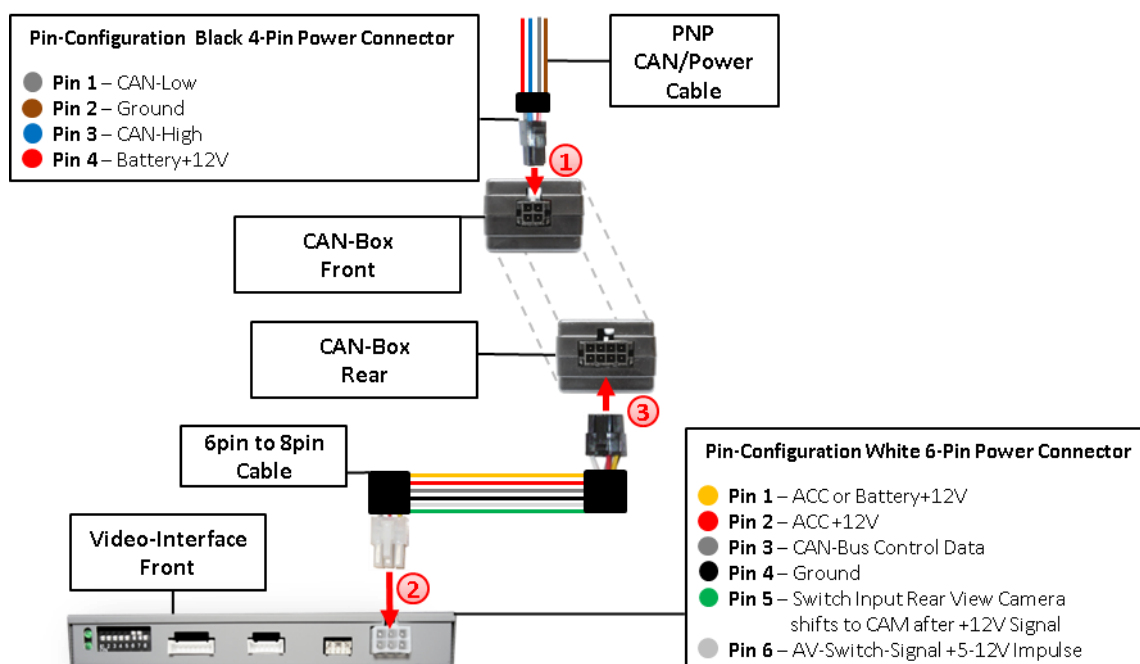 Pin-Configuration Black 4-Pin Power Connector
Pin 1 – CAN-Low
Pin 2 – Ground
Pin 3 – CAN-High
Pin 4 – Battery+12V
PNP
CAN/Power
Cable
1
CAN-Box
Front
CAN-Box
Rear
3
6pin to 8pin
Cable
Video-Interface
Front
2
Pin-Configuration White 6-Pin Power Connector
Pin 1 – ACC or Battery+12V
Pin 2 – ACC +12V
Pin 3 – CAN-Bus Control Data
Pin 4 – Ground
Pin 5 – Switch Input Rear View Camera
shifts to CAM after +12V Signal
Pin 6 – AV-Switch-Signal +5-12V Impulse